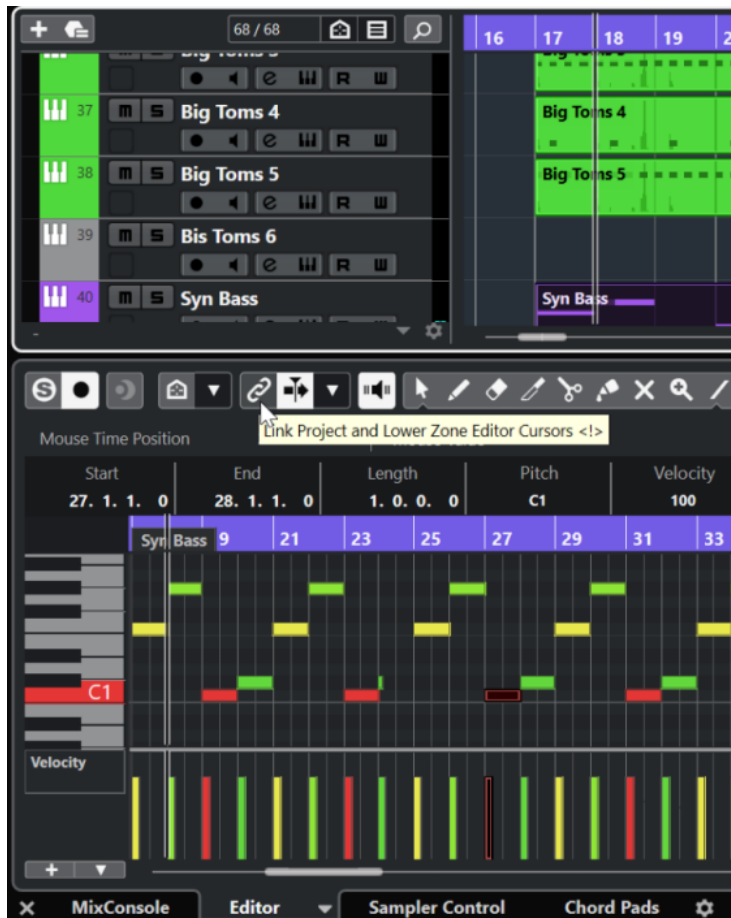 68 / 68
16 17 18 19
37 m S Big Toms 4
R W
Big Toms 4
38 m S Big Toms 5
R W
Big Toms 5
39 m S Bis Toms 6
R W
40 m S Syn Bass
Syn Bass
S
Mouse Time Position
Link Project and Lower Zone Editor Cursors <!>
Start End Length Pitch Velocity
27. 1. 1. 0 28. 1. 1. 0 1. 0. 0. 0 C1 100
Syn Bass 9 21 23 25 27 29 31 33
C1
Velocity
MixConsole Editor Sampler Control Chord Pads